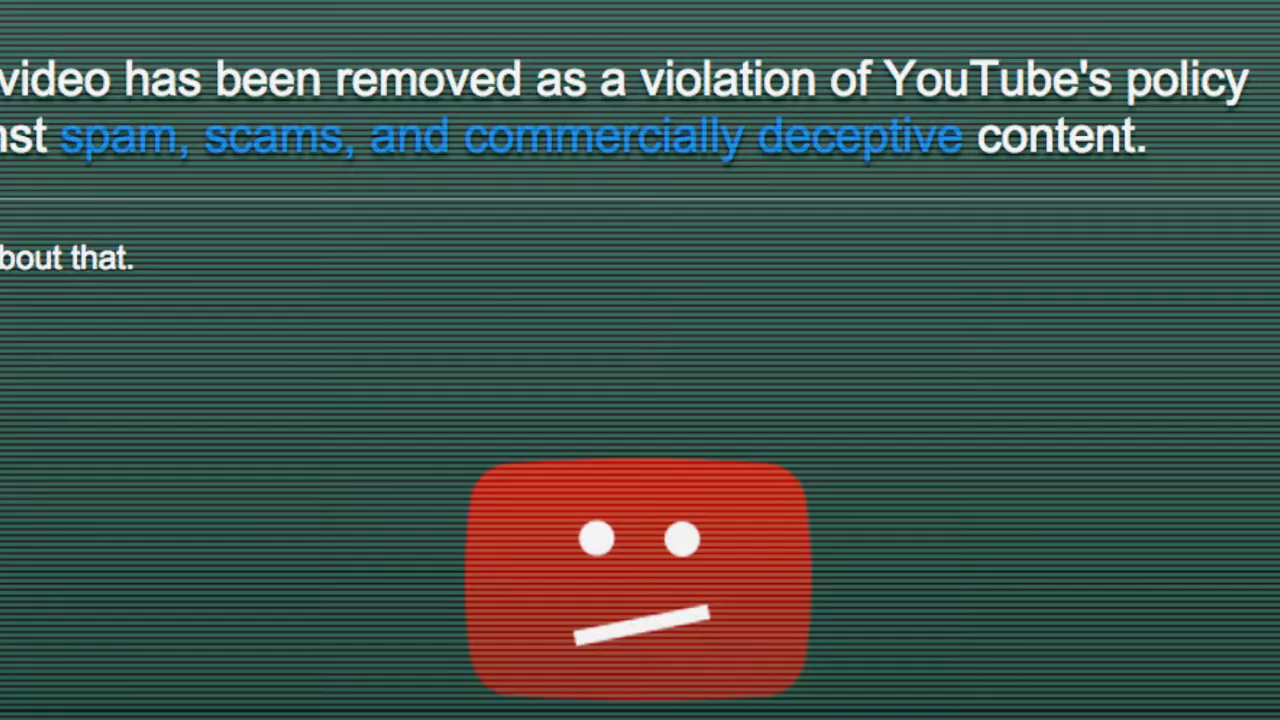 video has been removed as a violation of YouTube's policy
nst spam, scams, and commercially deceptive content.
bout that.